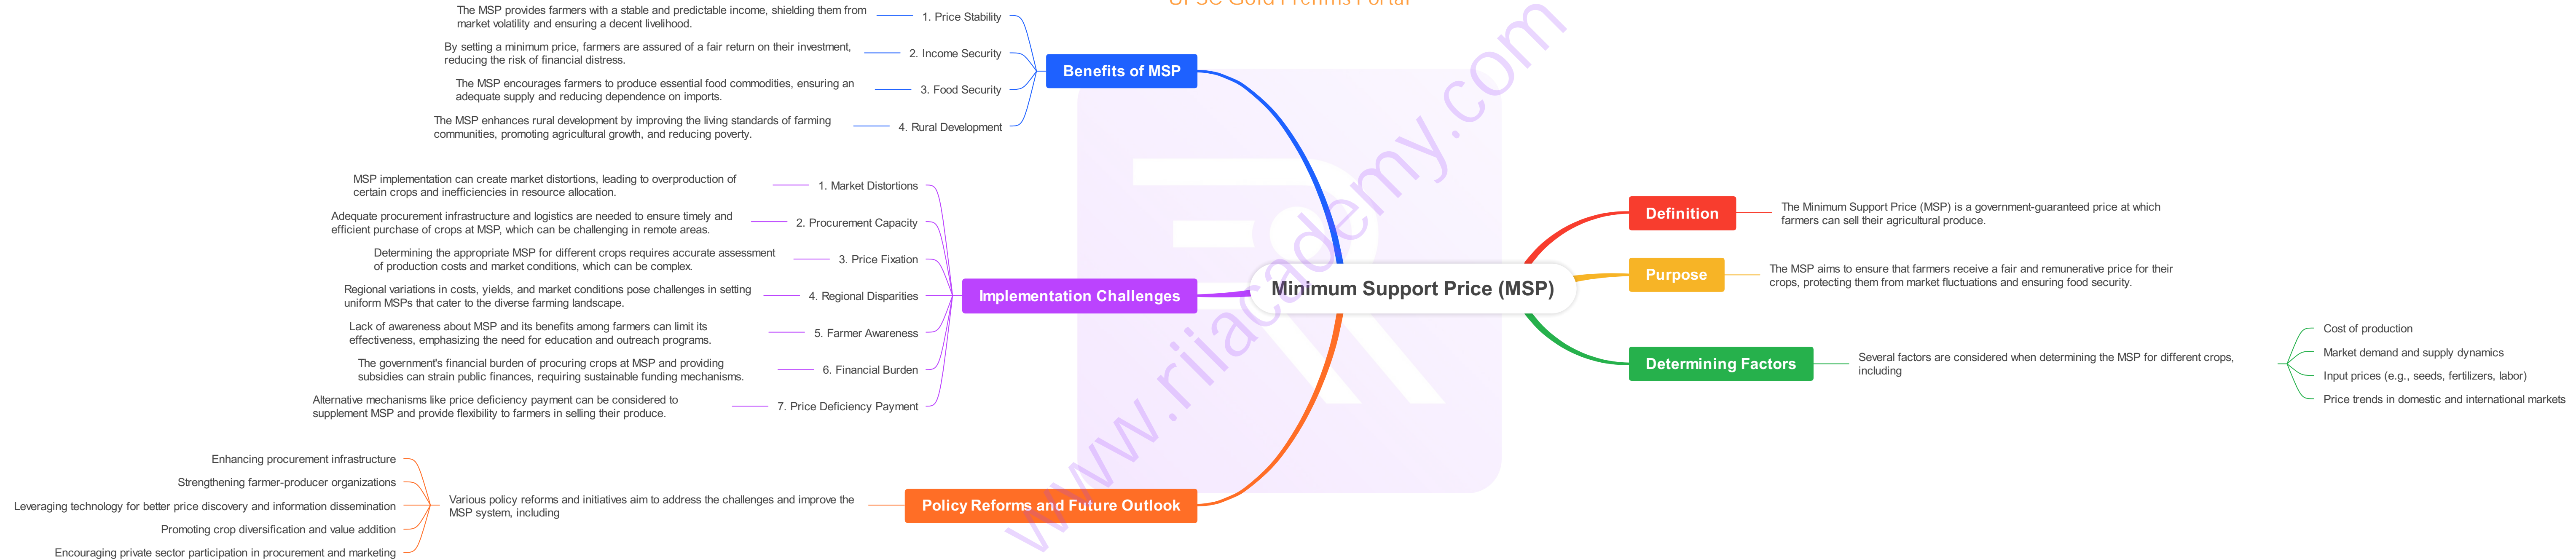 UPSC Gold Prelims Portal
Minimum Support Price (MSP)
Definition
The Minimum Support Price (MSP) is a government-guaranteed price at which
farmers can sell their agricultural produce.
Purpose
The MSP aims to ensure that farmers receive a fair and remunerative price for their
crops, protecting them from market fluctuations and ensuring food security.
Determining Factors
Several factors are considered when determining the MSP for different crops,
including
Cost of production
Market demand and supply dynamics
Input prices (e.g., seeds, fertilizers, labor)
Price trends in domestic and international markets
Benefits of MSP
1. Price Stability
The MSP provides farmers with a stable and predictable income, shielding them from
market volatility and ensuring a decent livelihood.
2. Income Security
By setting a minimum price, farmers are assured of a fair return on their investment,
reducing the risk of financial distress.
3. Food Security
The MSP encourages farmers to produce essential food commodities, ensuring an
adequate supply and reducing dependence on imports.
4. Rural Development
The MSP enhances rural development by improving the living standards of farming
communities, promoting agricultural growth, and reducing poverty.
Implementation Challenges
1. Market Distortions
MSP implementation can create market distortions, leading to overproduction of
certain crops and inefficiencies in resource allocation.
2. Procurement Capacity
Adequate procurement infrastructure and logistics are needed to ensure timely and
efficient purchase of crops at MSP, which can be challenging in remote areas.
3. Price Fixation
Determining the appropriate MSP for different crops requires accurate assessment
of production costs and market conditions, which can be complex.
4. Regional Disparities
Regional variations in costs, yields, and market conditions pose challenges in setting
uniform MSPs that cater to the diverse farming landscape.
5. Farmer Awareness
Lack of awareness about MSP and its benefits among farmers can limit its
effectiveness, emphasizing the need for education and outreach programs.
6. Financial Burden
The government's financial burden of procuring crops at MSP and providing
subsidies can strain public finances, requiring sustainable funding mechanisms.
7. Price Deficiency Payment
Alternative mechanisms like price deficiency payment can be considered to
supplement MSP and provide flexibility to farmers in selling their produce.
Policy Reforms and Future Outlook
Various policy reforms and initiatives aim to address the challenges and improve the
MSP system, including
Enhancing procurement infrastructure
Strengthening farmer-producer organizations
Leveraging technology for better price discovery and information dissemination
Promoting crop diversification and value addition
Encouraging private sector participation in procurement and marketing